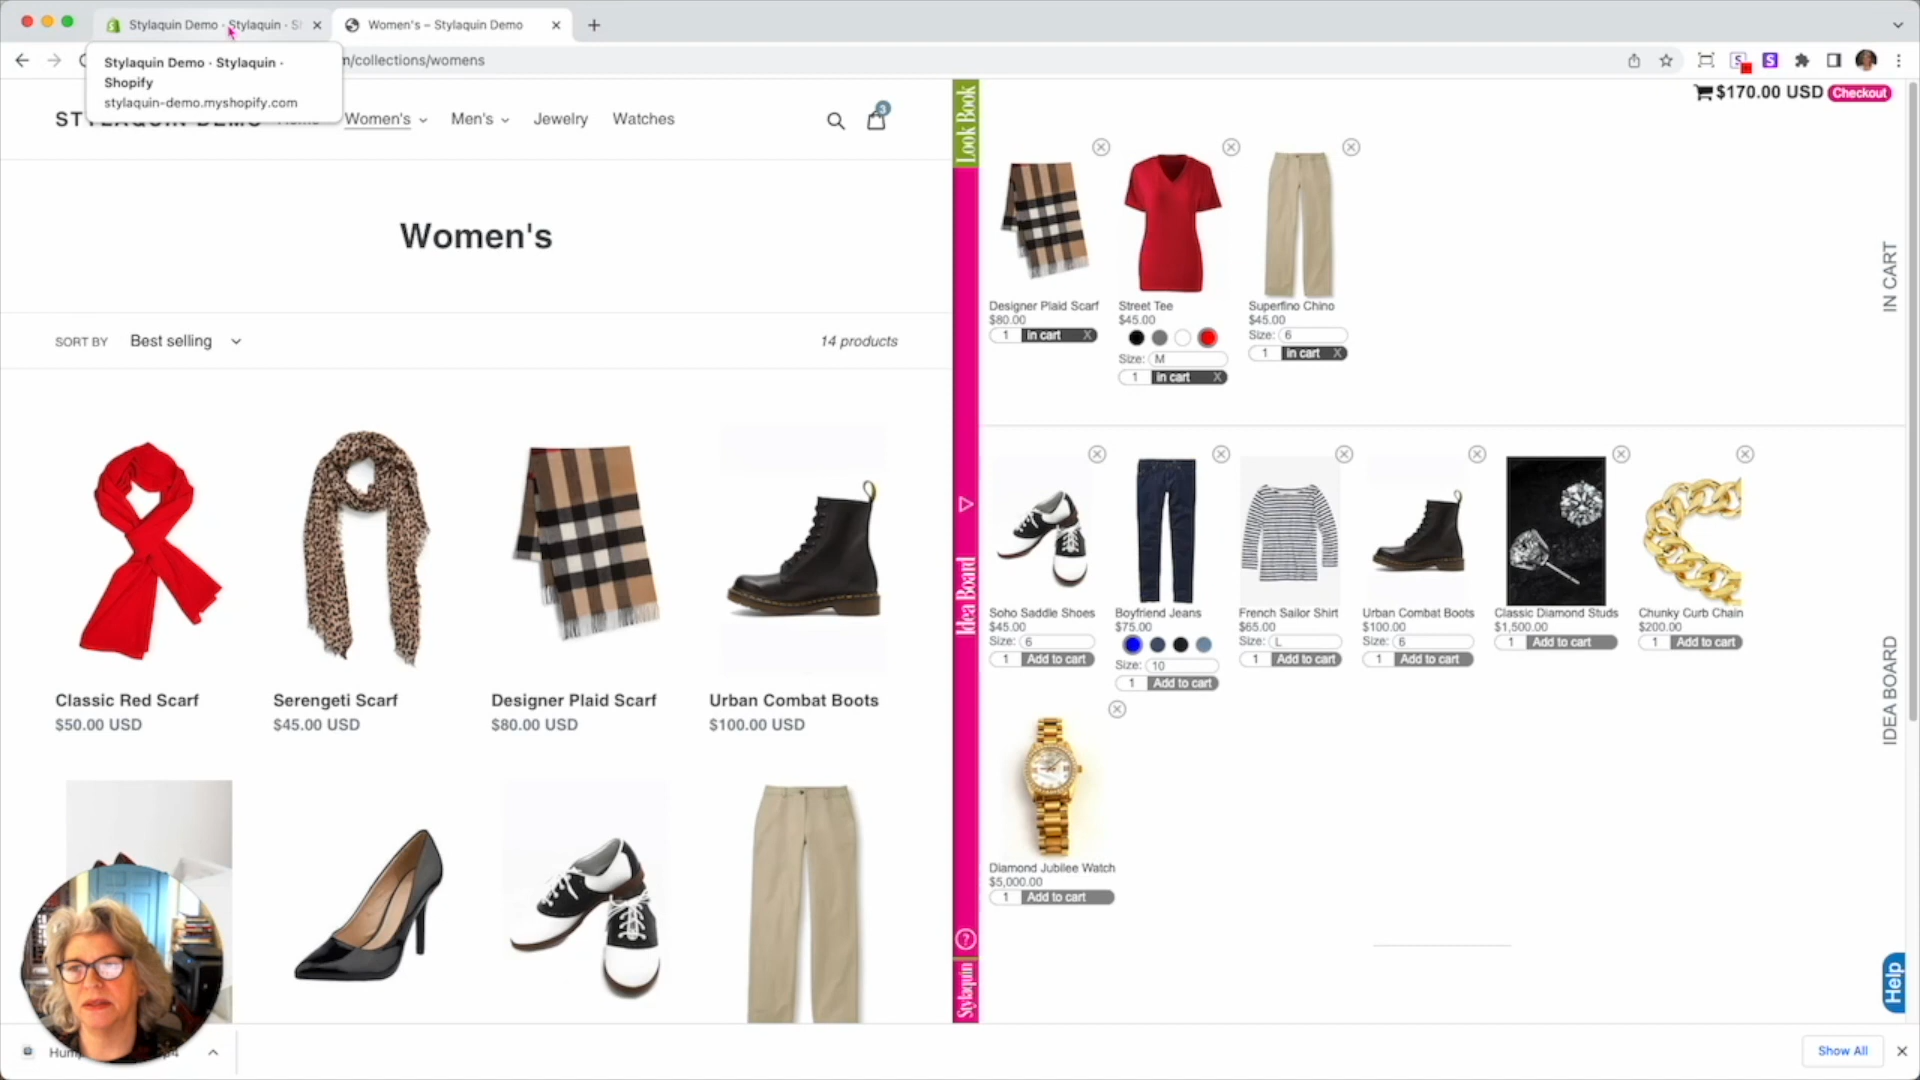 Stylaquin Demo · Stylaquin · S
Women's – Stylaquin Demo
Stylaquin Demo · Stylaquin ·
Shopify
stylaquin-demo.myshopify.com
/collections/womens
Women's
Men's
Jewelry
Watches
3
Women's
SORT BY
Best selling
14 products
Classic Red Scarf
$50.00 USD
Serengeti Scarf
$45.00 USD
Designer Plaid Scarf
$80.00 USD
Urban Combat Boots
$100.00 USD
Look Book
Idea Board
?
Stylaquin
$170.00 USD
Checkout
Designer Plaid Scarf
$80.00
1 in cart X
Street Tee
$45.00
Size: M
1 in cart X
Superfino Chino
$45.00
Size: 6
1 in cart X
IN CART
Soho Saddle Shoes
$45.00
Size: 6
1 Add to cart
Boyfriend Jeans
$75.00
Size: 10
1 Add to cart
French Sailor Shirt
$65.00
Size: L
1 Add to cart
Urban Combat Boots
$100.00
Size: 6
1 Add to cart
Classic Diamond Studs
$1,500.00
1 Add to cart
Chunky Curb Chain
$200.00
1 Add to cart
IDEA BOARD
Diamond Jubilee Watch
$5,000.00
1 Add to cart
Help
Show All